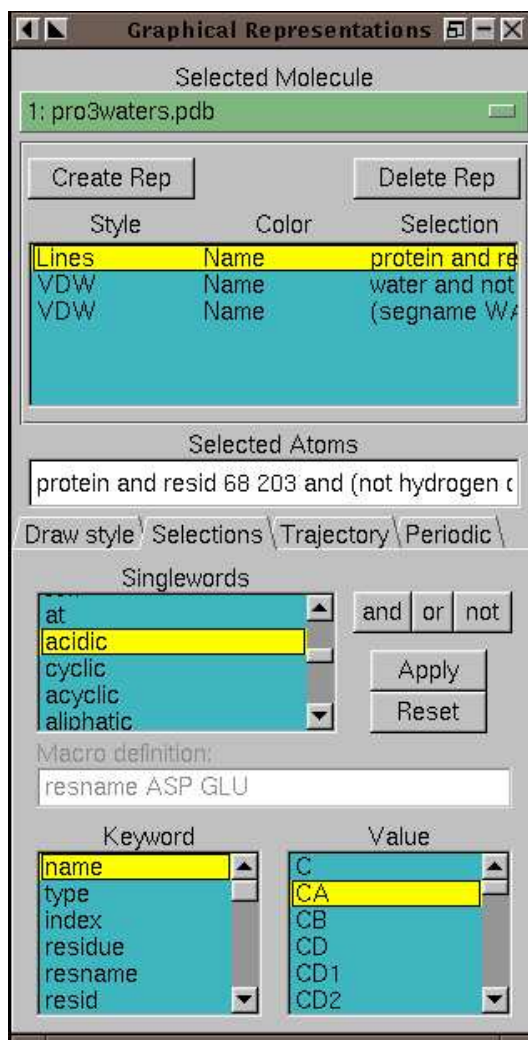 Graphical Representations
Selected Molecule
1: pro3waters.pdb
Create Rep Delete Rep
Style Color Selection
Lines Name protein and re
VDW Name water and not
VDW Name (segname WA
Selected Atoms
protein and resid 68 203 and (not hydrogen
Draw style Selections Trajectory Periodic
Singlewords
at
acidic
cyclic
acyclic
aliphatic
and or not
Apply
Reset
Macro definition:
resname ASP GLU
Keyword
name
type
index
residue
resname
resid
Value
C
CA
CB
CD
CD1
CD2